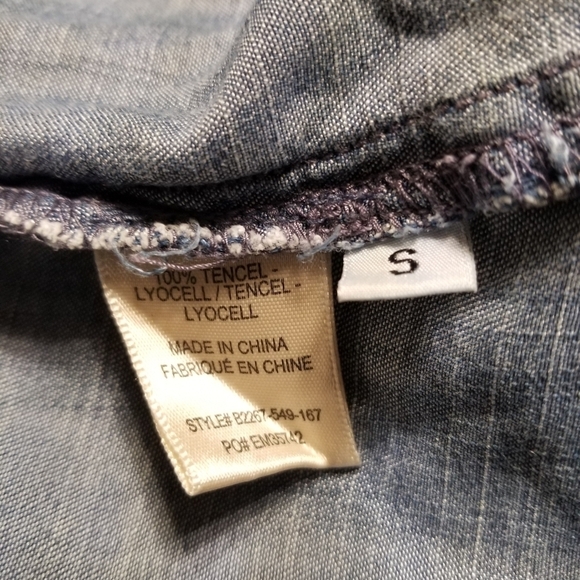 100% TENCEL -
LYOCELL / TENCEL -
LYOCELL
MADE IN CHINA
FABRIQUÉ EN CHINE
STYLE# B2267-549-167
PO# EM35742
S